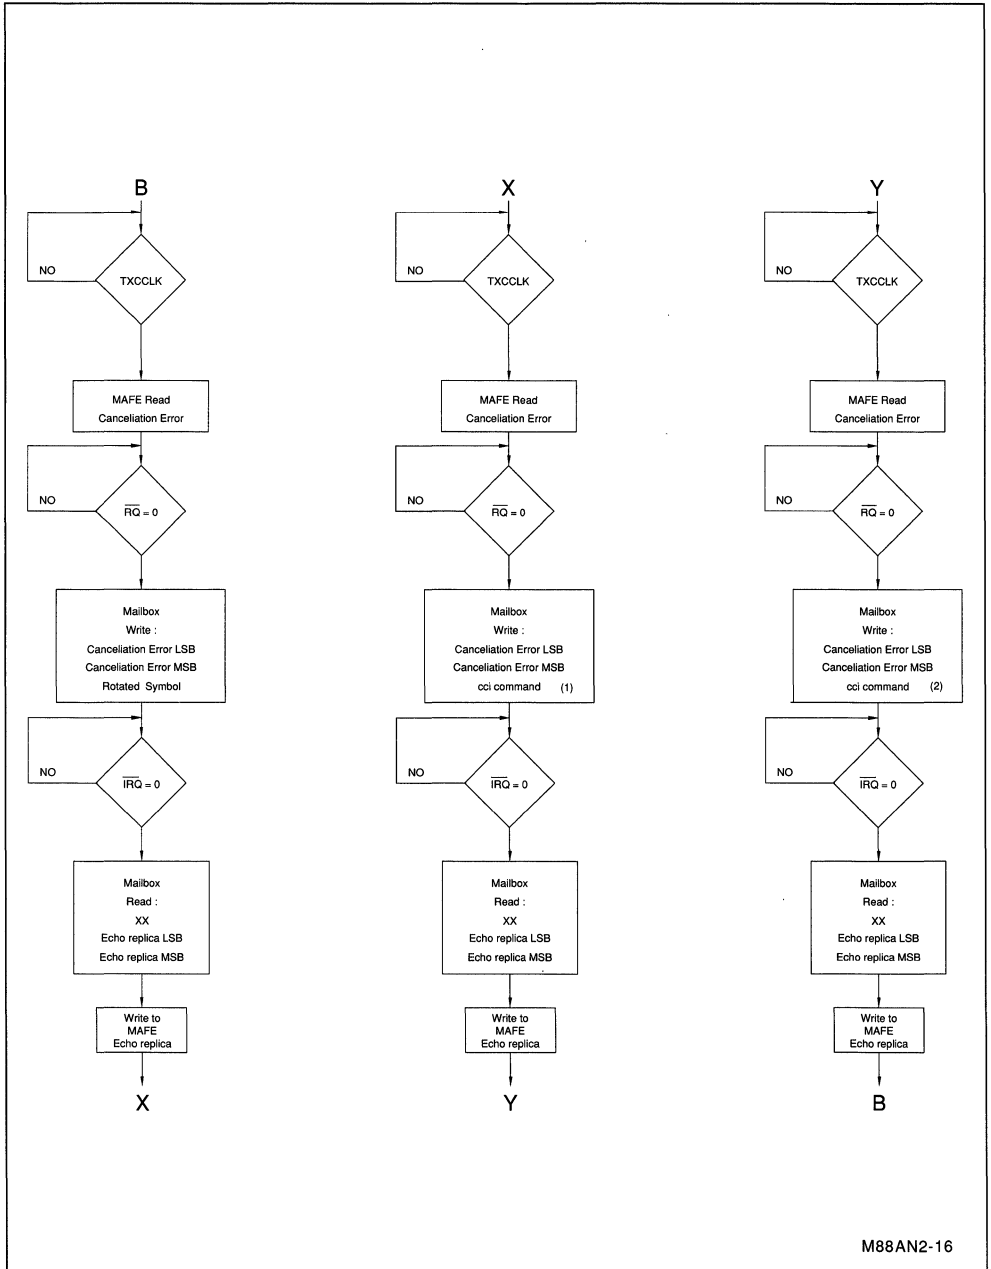 B
NO
TXCCLK
MAFE Read
Canceliation Error
NO
RQ = 0
Mailbox
Write :
Canceliation Error LSB
Canceliation Error MSB
Rotated Symbol
NO
IRQ = 0
Mailbox
Read :
XX
Echo replica LSB
Echo replica MSB
Write to
MAFE
Echo replica
X
X
NO
TXCCLK
MAFE Read
Canceliation Error
NO
RQ = 0
Mailbox
Write :
Canceliation Error LSB
Canceliation Error MSB
cci command (1)
NO
IRQ = 0
Mailbox
Read :
XX
Echo replica LSB
Echo replica MSB
Write to
MAFE
Echo replica
Y
Y
NO
TXCCLK
MAFE Read
Canceliation Error
NO
RQ = 0
Mailbox
Write :
Canceliation Error LSB
Canceliation Error MSB
cci command (2)
NO
IRQ = 0
Mailbox
Read :
XX
Echo replica LSB
Echo replica MSB
Write to
MAFE
Echo replica
B
M88AN2-16